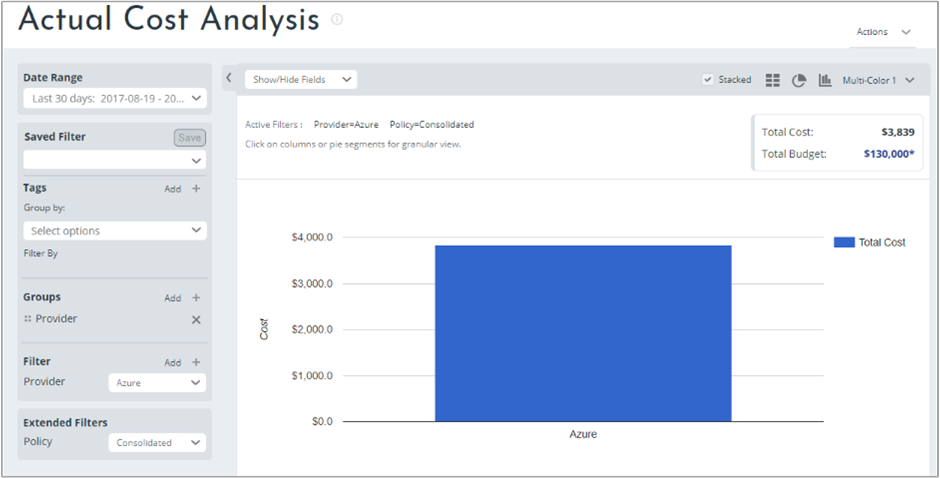 Actual Cost Analysis
Actions
Date Range
Last 30 days: 2017-08-19 - 20...
Saved Filter
Save
Tags
Add +
Group by:
Select options
Filter By
Groups
Add +
Provider
Filter
Add +
Provider
Azure
Extended Filters
Policy
Consolidated
Show/Hide Fields
Stacked
Multi-Color 1
Active Filters : Provider=Azure Policy=Consolidated
Click on columns or pie segments for granular view.
Total Cost: $3,839
Total Budget: $130,000*
$4,000.0
$3,000.0
$2,000.0
$1,000.0
$0.0
Cost
Azure
Total Cost